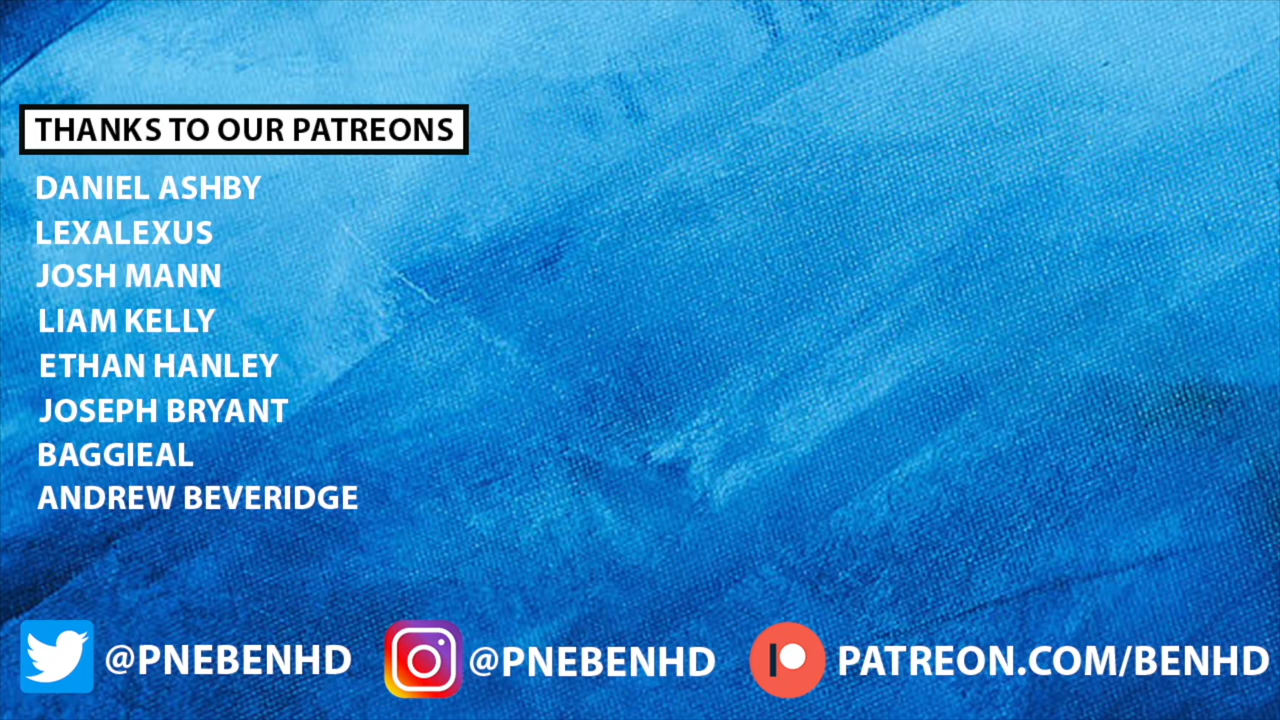 THANKS TO OUR PATREONS
DANIEL ASHBY
LEXALEXUS
JOSH MANN
LIAM KELLY
ETHAN HANLEY
JOSEPH BRYANT
BAGGIEAL
ANDREW BEVERIDGE
@PNEBENHD
@PNEBENHD
PATREON.COM/BENHD